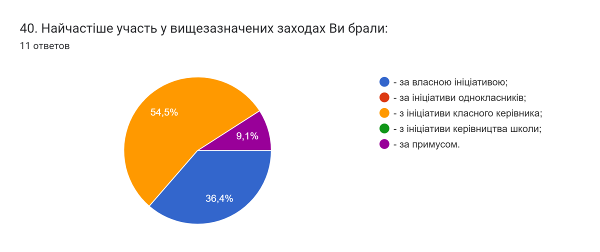 40. Найчастіше участь у вищезазначених заходах Ви брали:
11 ответов
54,5%
9,1%
36,4%
- за власною ініціативою;
- за ініціативи однокласників;
- з ініціативи класного керівника;
- з ініціативи керівництва школи;
- за примусом.